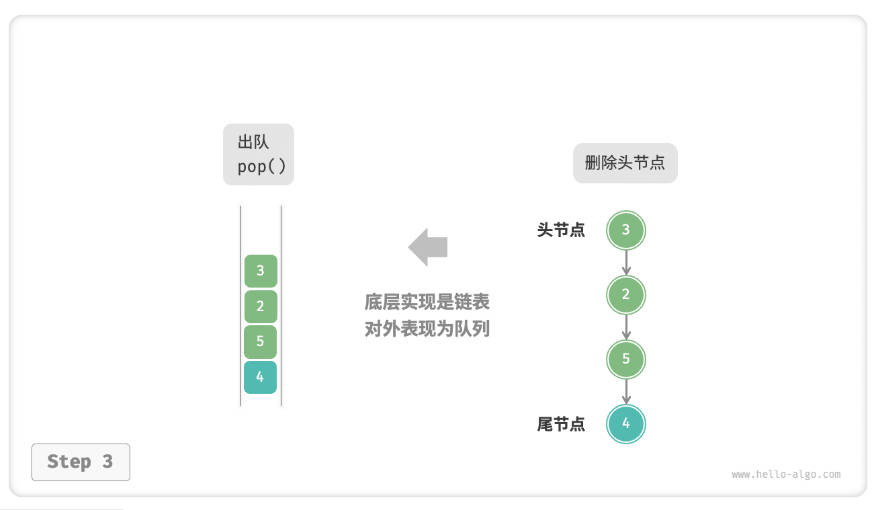 出队
pop()
删除头节点
3
2
5
4
底层实现是链表
对外表现为队列
头节点
3
2
5
尾节点
4
Step 3
www.hello-algo.com